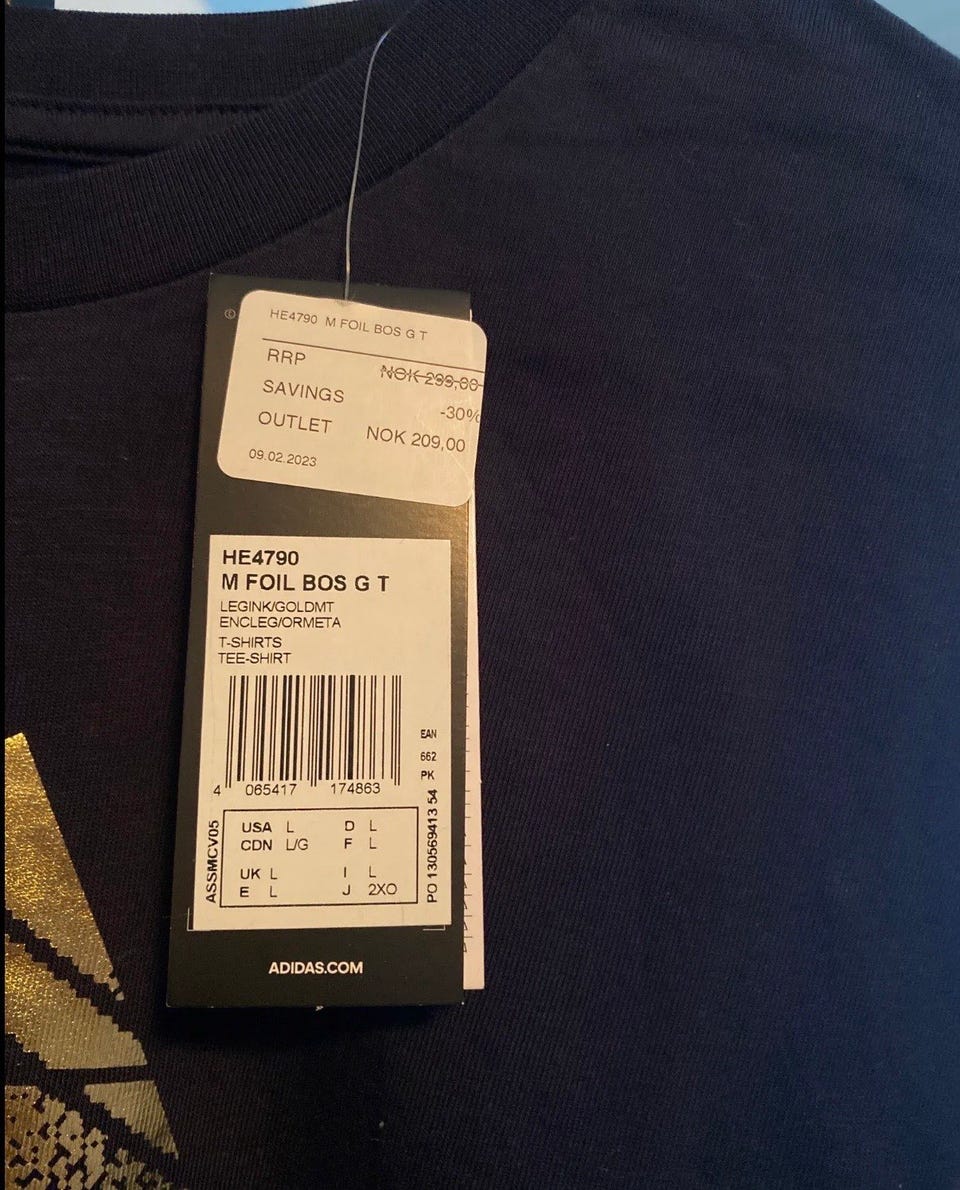 ©
HE4790 M FOIL BOS G T
RRP NOK 299,00
SAVINGS -30%
OUTLET NOK 209,00
09.02.2023
HE4790
M FOIL BOS G T
LEGINK/GOLDMT
ENCLEG/ORMETA
T-SHIRTS
TEE-SHIRT
EAN
662
PK
4 065417 174863
ASSMCV05
USA L D L
CDN L/G F L
UK L I L
E L J 2XO
PO 130569413 54
ADIDAS.COM